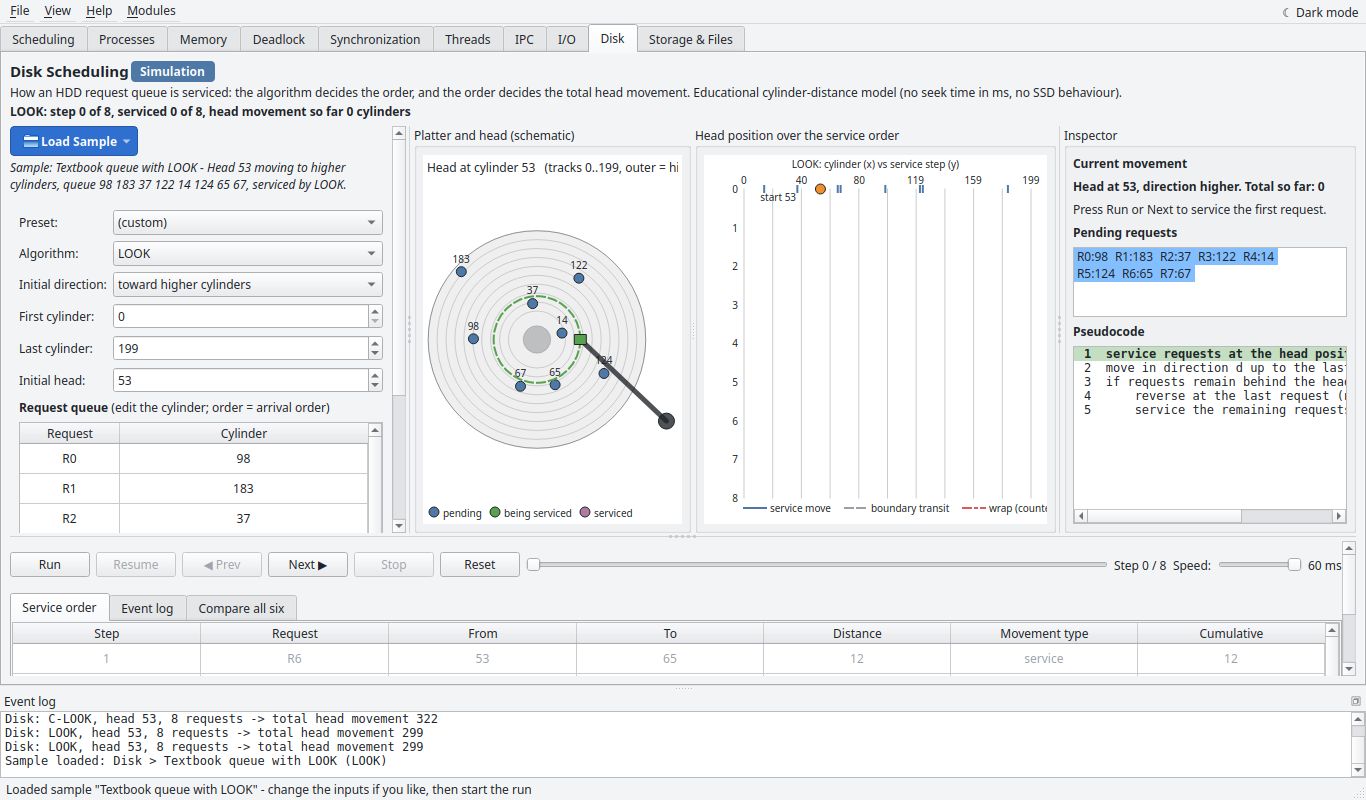 File View Help Modules
☾ Dark mode
Scheduling Processes Memory Deadlock Synchronization Threads IPC I/O Disk Storage & Files
Disk Scheduling Simulation
How an HDD request queue is serviced: the algorithm decides the order, and the order decides the total head movement. Educational cylinder-distance model (no seek time in ms, no SSD behaviour).
LOOK: step 0 of 8, serviced 0 of 8, head movement so far 0 cylinders
Load Sample
Sample: Textbook queue with LOOK - Head 53 moving to higher
cylinders, queue 98 183 37 122 14 124 65 67, serviced by LOOK.
Preset: (custom)
Algorithm: LOOK
Initial direction: toward higher cylinders
First cylinder: 0
Last cylinder: 199
Initial head: 53
Request queue (edit the cylinder; order = arrival order)
Request Cylinder
R0 98
R1 183
R2 37
Platter and head (schematic)
Head at cylinder 53 (tracks 0..199, outer = hi
183
122
37
14
98
124
67
65
pending being serviced serviced
Head position over the service order
LOOK: cylinder (x) vs service step (y)
0 40 80 119 159 199
0
start 53
1
2
3
4
5
6
7
8
service move boundary transit wrap (counte
Inspector
Current movement
Head at 53, direction higher. Total so far: 0
Press Run or Next to service the first request.
Pending requests
R0:98 R1:183 R2:37 R3:122 R4:14
R5:124 R6:65 R7:67
Pseudocode
1 service requests at the head posit
2 move in direction d up to the last
3 if requests remain behind the head
4 reverse at the last request (n
5 service the remaining requests
Run Resume ◀ Prev Next ▶ Stop Reset Step 0 / 8 Speed: 60 ms
Service order Event log Compare all six
Step Request From To Distance Movement type Cumulative
1 R6 53 65 12 service 12
Event log
Disk: C-LOOK, head 53, 8 requests -> total head movement 322
Disk: LOOK, head 53, 8 requests -> total head movement 299
Disk: LOOK, head 53, 8 requests -> total head movement 299
Sample loaded: Disk > Textbook queue with LOOK (LOOK)
Loaded sample "Textbook queue with LOOK" - change the inputs if you like, then start the run